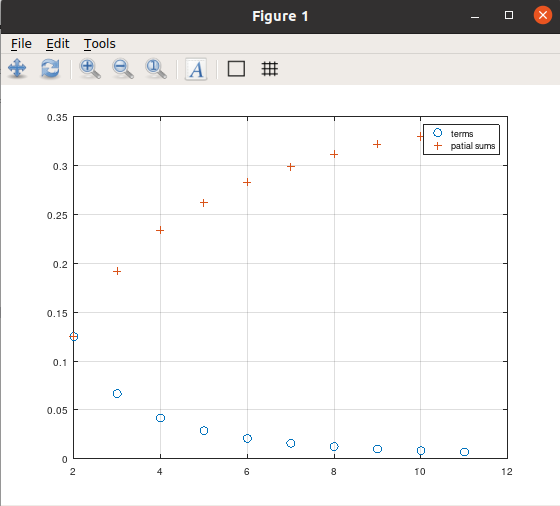 Figure 1
File Edit Tools
A
0.35
0.3
0.25
0.2
0.15
0.1
0.05
0
2 4 6 8 10 12
terms
patial sums